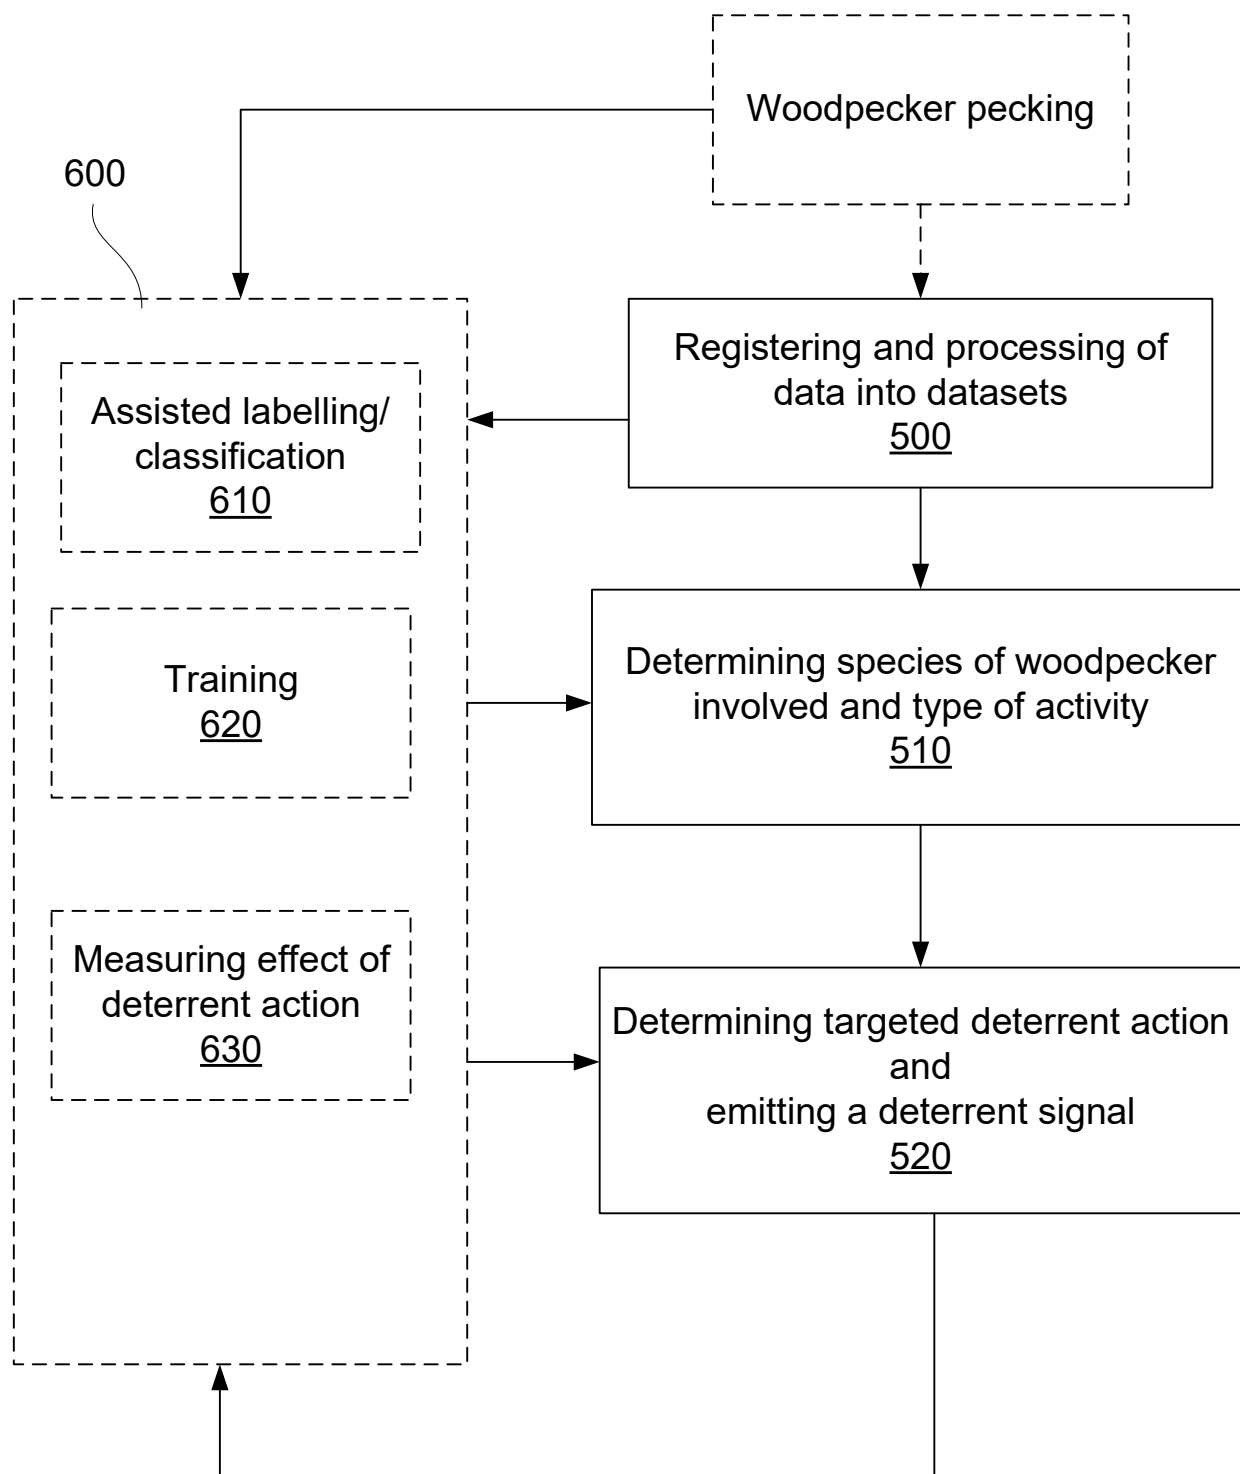 Woodpecker pecking
600
Registering and processing of
data into datasets
500
Assisted labelling/
classification
610
Determining species of woodpecker
involved and type of activity
510
Training
620
Measuring effect of
deterrent action
630
Determining targeted deterrent action
and
emitting a deterrent signal
520